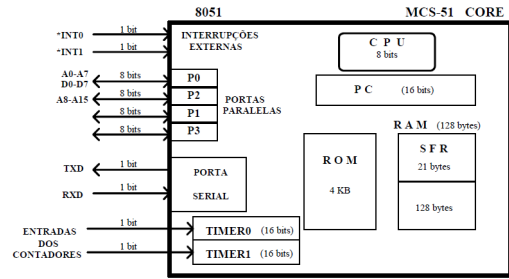 8051 MCS-51 CORE
*INT0 1 bit INTERRUPÇÕES
*INT1 1 bit EXTERNAS
C P U
8 bits
A0-A7
D0-D7 8 bits P0
A8-A15 8 bits P2
8 bits P1
8 bits P3
PORTAS
PARALELAS
P C (16 bits)
R A M (128 bytes)
R O M
4 KB
S F R
21 bytes
128 bytes
TXD 1 bit
RXD 1 bit
PORTA
SERIAL
ENTRADAS
DOS
CONTADORES
1 bit TIMER0 (16 bits)
1 bit TIMER1 (16 bits)